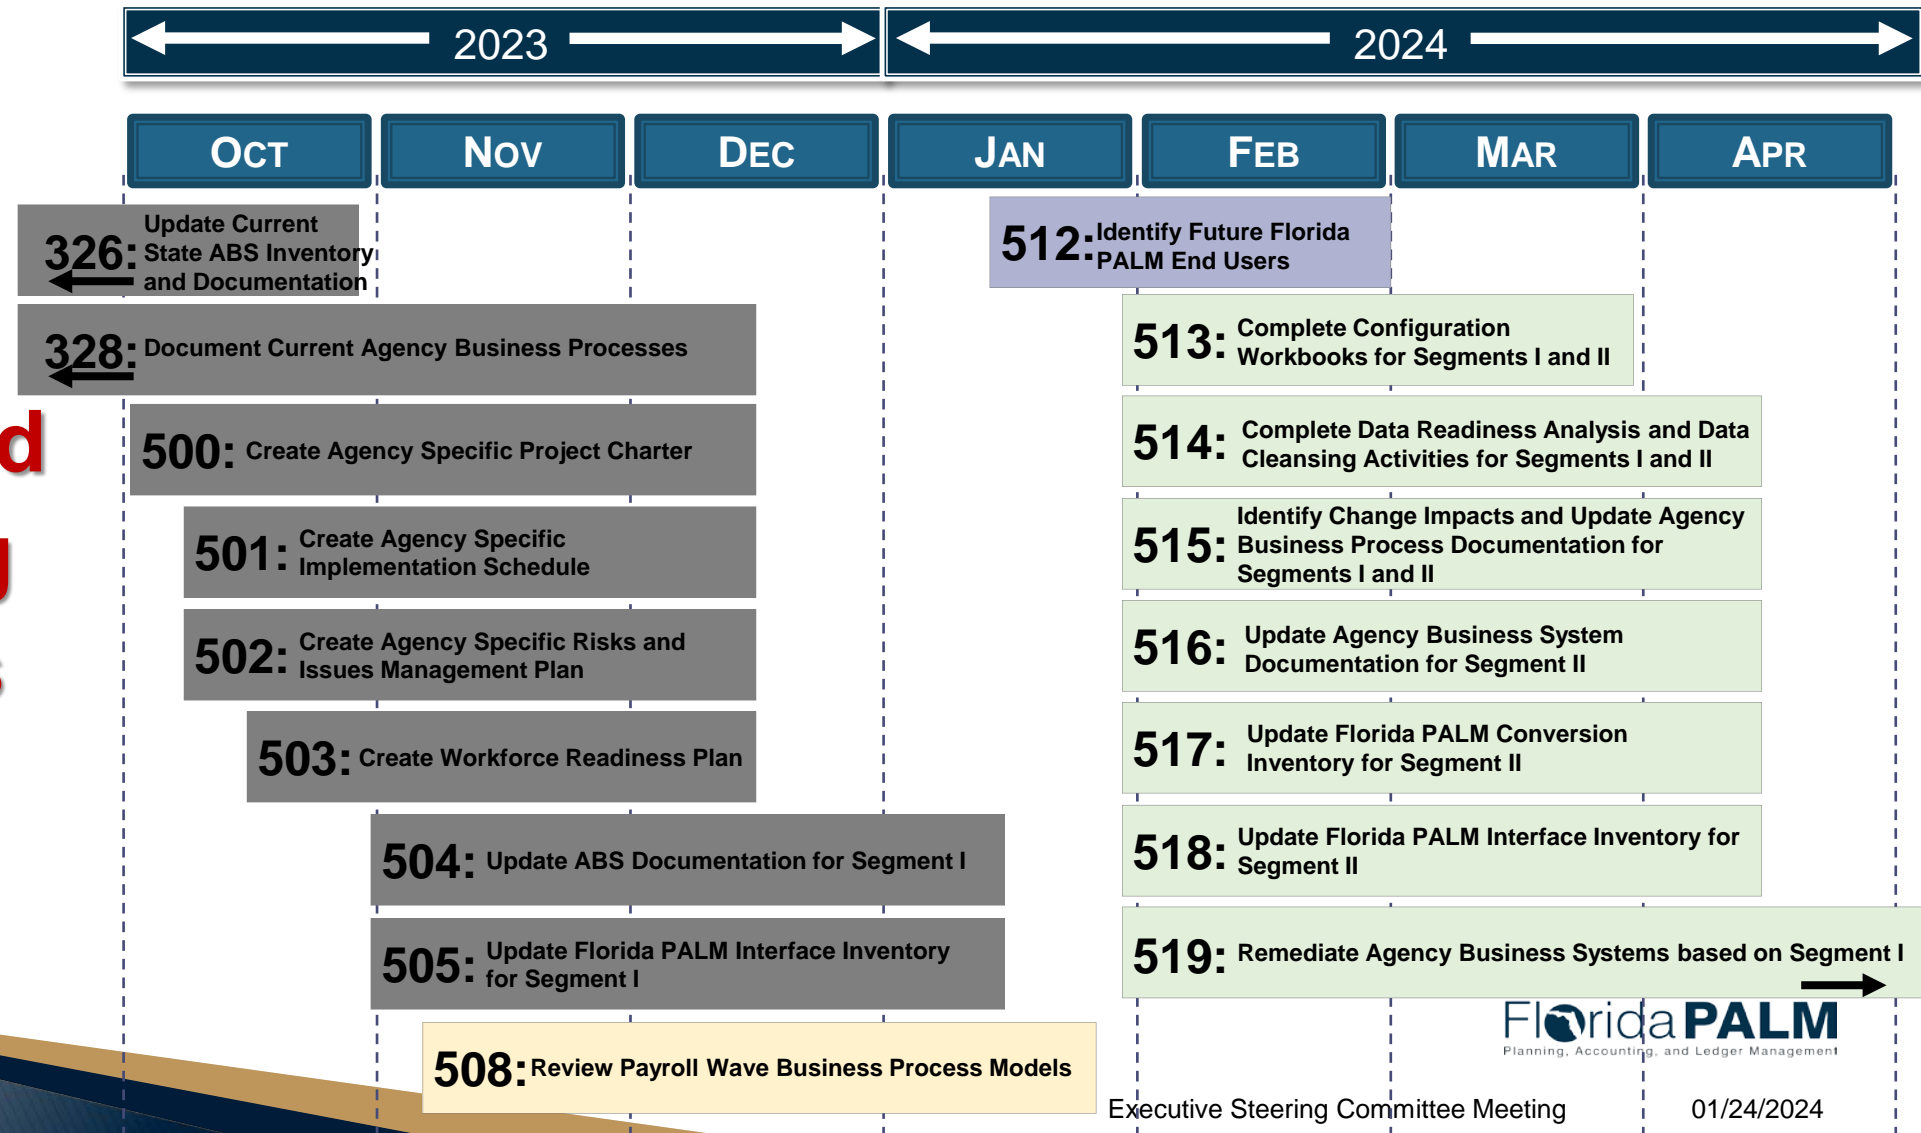 2023
2024
OCT
NOV
DEC
JAN
FEB
MAR
APR
326:
Update Current
State ABS Inventory
and Documentation
328:
Document Current Agency Business Processes
500:
Create Agency Specific Project Charter
501:
Create Agency Specific
Implementation Schedule
502:
Create Agency Specific Risks and
Issues Management Plan
503:
Create Workforce Readiness Plan
504:
Update ABS Documentation for Segment I
505:
Update Florida PALM Interface Inventory
for Segment I
508:
Review Payroll Wave Business Process Models
512:
Identify Future Florida
PALM End Users
513:
Complete Configuration
Workbooks for Segments I and II
514:
Complete Data Readiness Analysis and Data
Cleansing Activities for Segments I and II
515:
Identify Change Impacts and Update Agency
Business Process Documentation for
Segments I and II
516:
Update Agency Business System
Documentation for Segment II
517:
Update Florida PALM Conversion
Inventory for Segment II
518:
Update Florida PALM Interface Inventory for
Segment II
519:
Remediate Agency Business Systems based on Segment I
Florida PALM
Planning, Accounting, and Ledger Management
Executive Steering Committee Meeting
01/24/2024